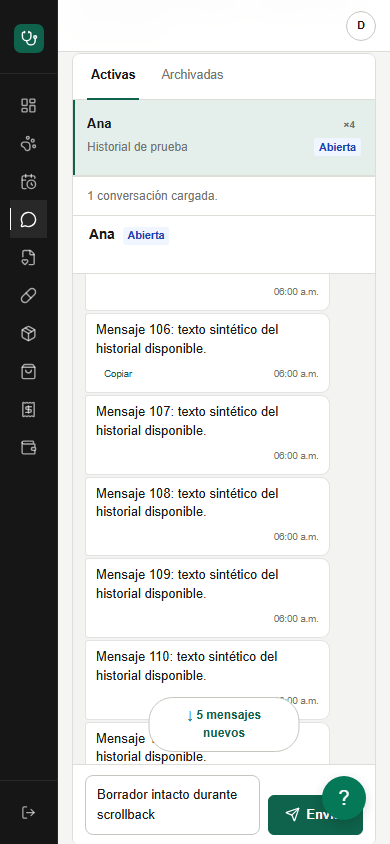 D
Activas Archivadas
Ana ×4
Historial de prueba Abierta
1 conversación cargada.
Ana Abierta
06:00 a.m.
Mensaje 106: texto sintético del
historial disponible.
Copiar 06:00 a.m.
Mensaje 107: texto sintético del
historial disponible.
06:00 a.m.
Mensaje 108: texto sintético del
historial disponible.
06:00 a.m.
Mensaje 109: texto sintético del
historial disponible.
06:00 a.m.
Mensaje 110: texto sintético del
historial disponible.
:00 a.m.
↓ 5 mensajes
nuevos
Mensaje
historial disponible.
Borrador intacto durante
scrollback
?